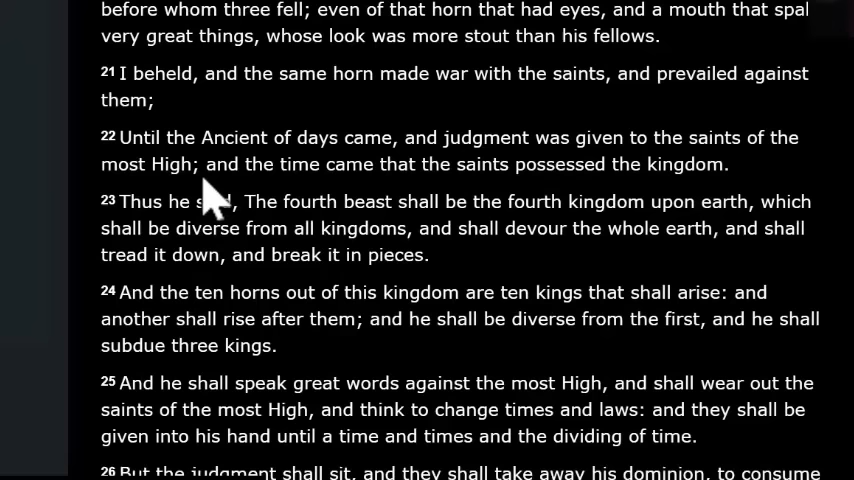 before whom three fell; even of that horn that had eyes, and a mouth that
very great things, whose look was more stout than his fellows.
21 I beheld, and the same horn made war with the saints, and prevailed against
them;
22 Until the Ancient of days came, and judgment was given to the saints of the
most High; and the time came that the saints possessed the kingdom.
23 Thus he , The fourth beast shall be the fourth kingdom upon earth, which
shall be diverse from all kingdoms, and shall devour the whole earth, and shall
tread it down, and break it in pieces.
24 And the ten horns out of this kingdom are ten kings that shall arise: and
another shall rise after them; and he shall be diverse from the first, and he shall
subdue three kings.
25 And he shall speak great words against the most High, and shall wear out the
saints of the most High, and think to change times and laws: and they shall be
given into his hand until a time and times and the dividing of time.
26 But the judgment shall sit, and they shall take away his dominion, to consume